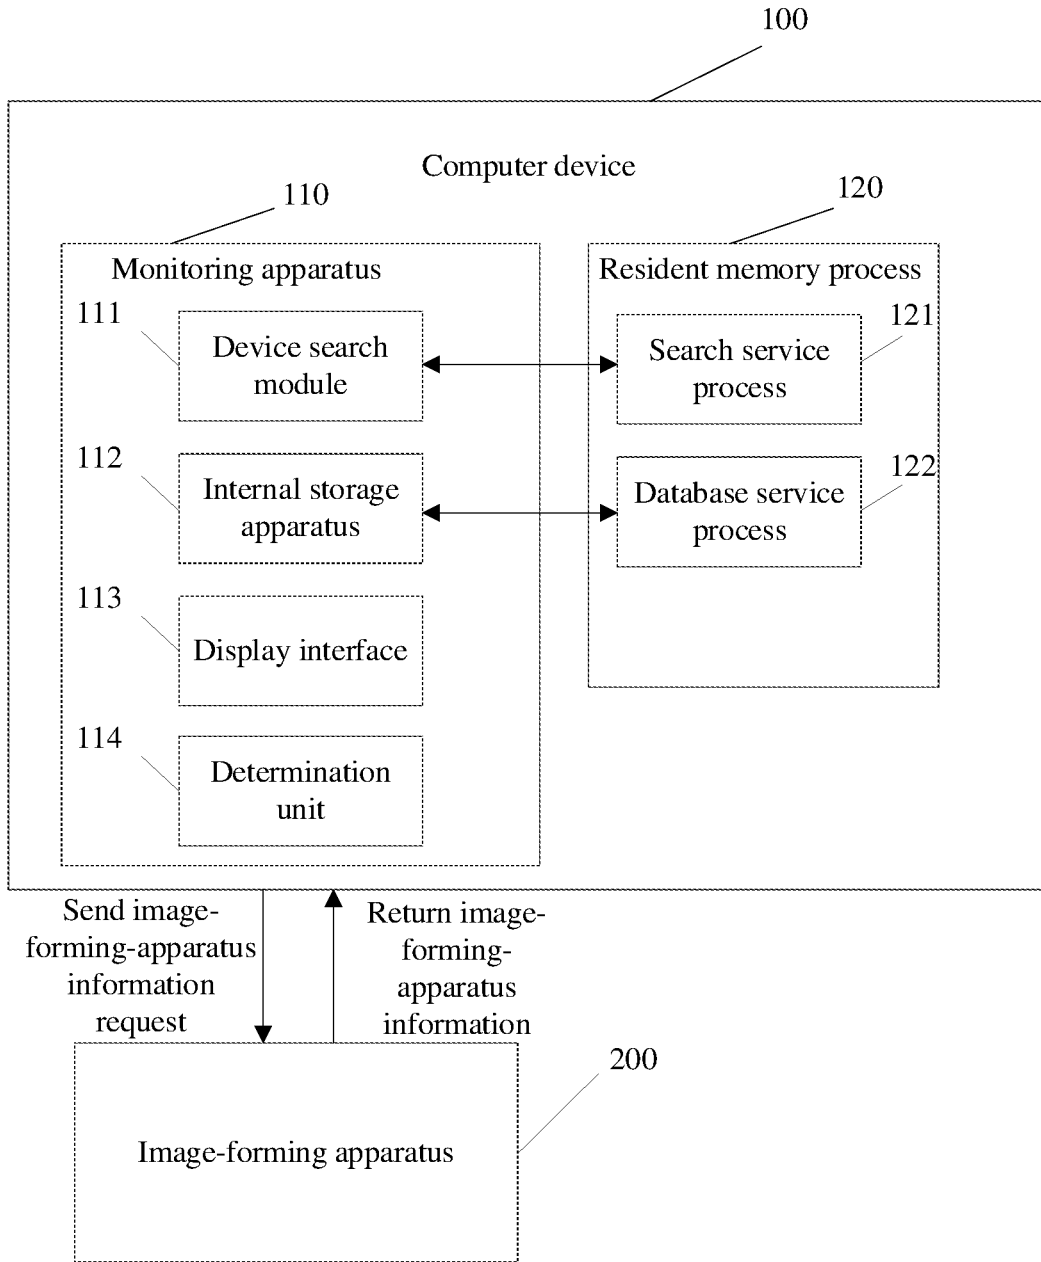 100
Computer device
110
120
Monitoring apparatus
Resident memory process
111
Device search
module
121
Search service
process
112
Internal storage
apparatus
122
Database service
process
113
Display interface
114
Determination
unit
Send image-
forming-apparatus
information
request
Return image-
forming-
apparatus
information
200
Image-forming apparatus